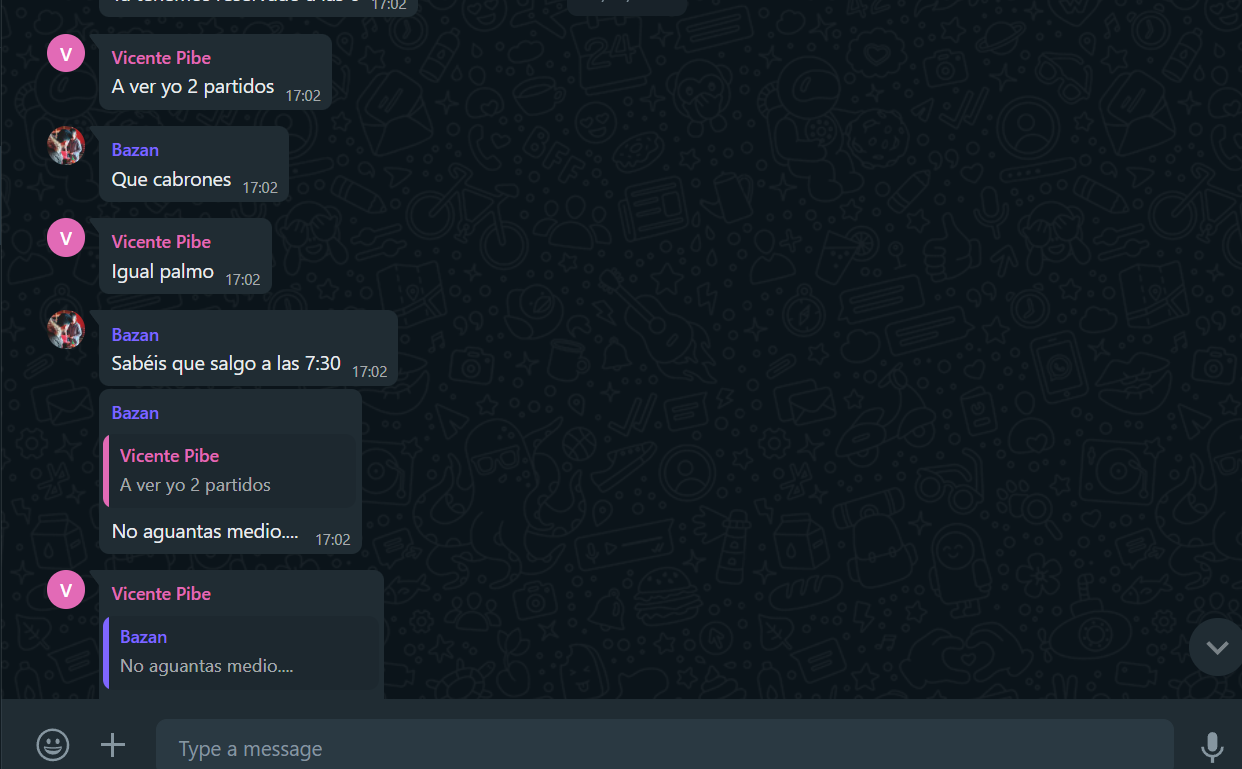 17:02
V
Vicente Pibe
A ver yo 2 partidos 17:02
Bazan
Que cabrones 17:02
V
Vicente Pibe
Igual palmo 17:02
Bazan
Sabéis que salgo a las 7:30 17:02
Bazan
Vicente Pibe
A ver yo 2 partidos
No aguantas medio.... 17:02
V
Vicente Pibe
Bazan
No aguantas medio....
Type a message